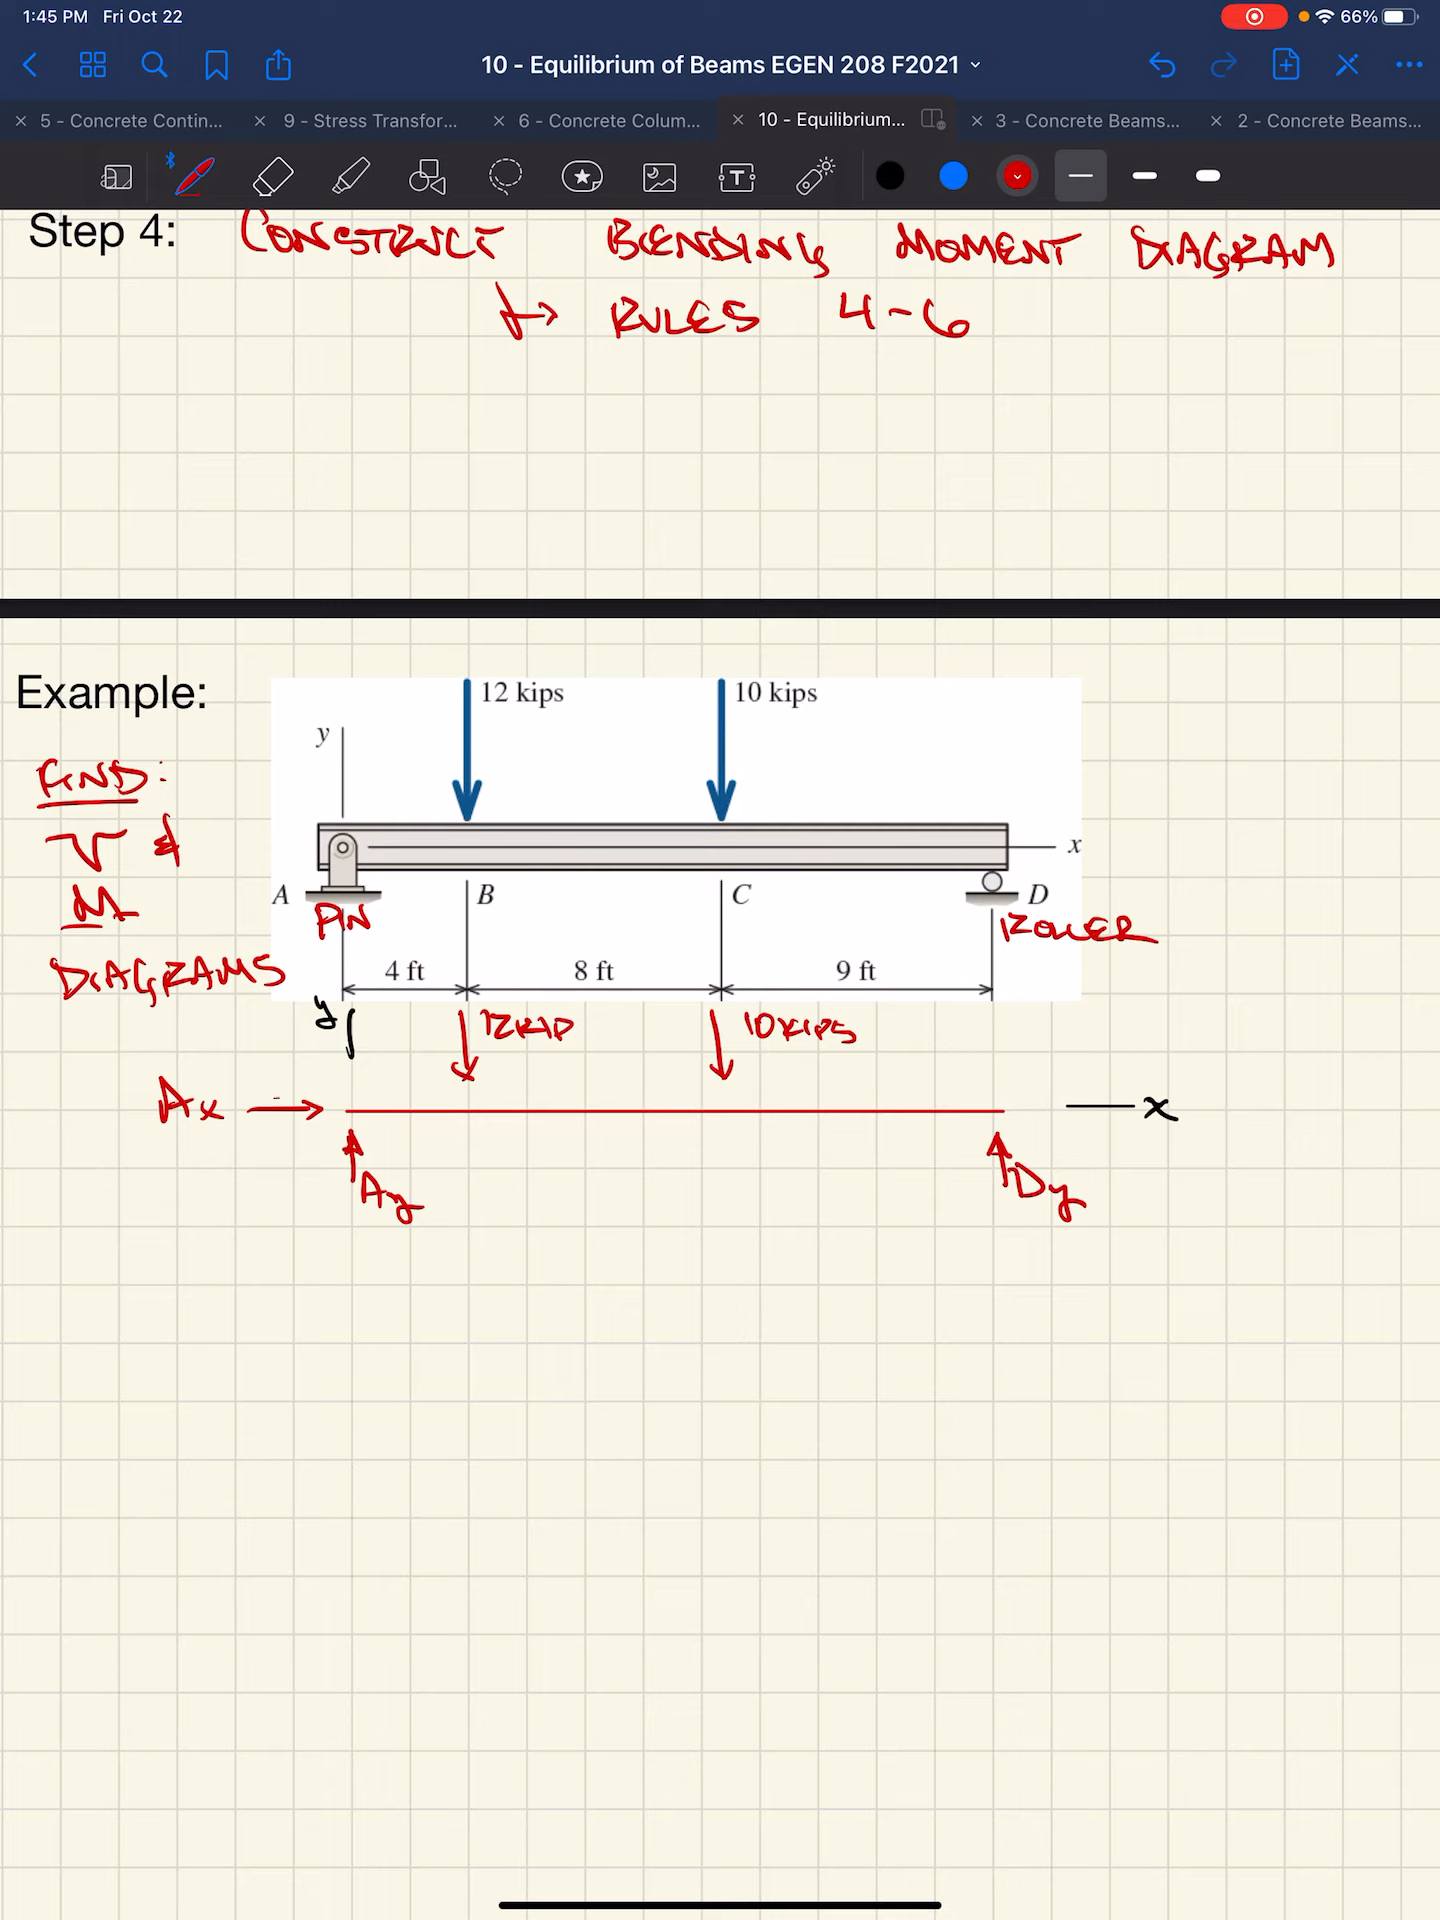 1:45 PM Fri Oct 22 66%
10 - Equilibrium of Beams EGEN 208 F2021
5 - Concrete Contin... 9 - Stress Transfor... 6 - Concrete Colum... 10 - Equilibrium... 3 - Concrete Beams... 2 - Concrete Beams...
Step 4: CONSTRUCT BENDING MOMENT DIAGRAM
↳ RULES 4-6
Example:
12 kips 10 kips
y
FIND:
V &
M
DIAGRAMS
x
A B C D
PIN ROLLER
4 ft 8 ft 9 ft
y 12KIP 10KIPS
Ax x
Ay Dy